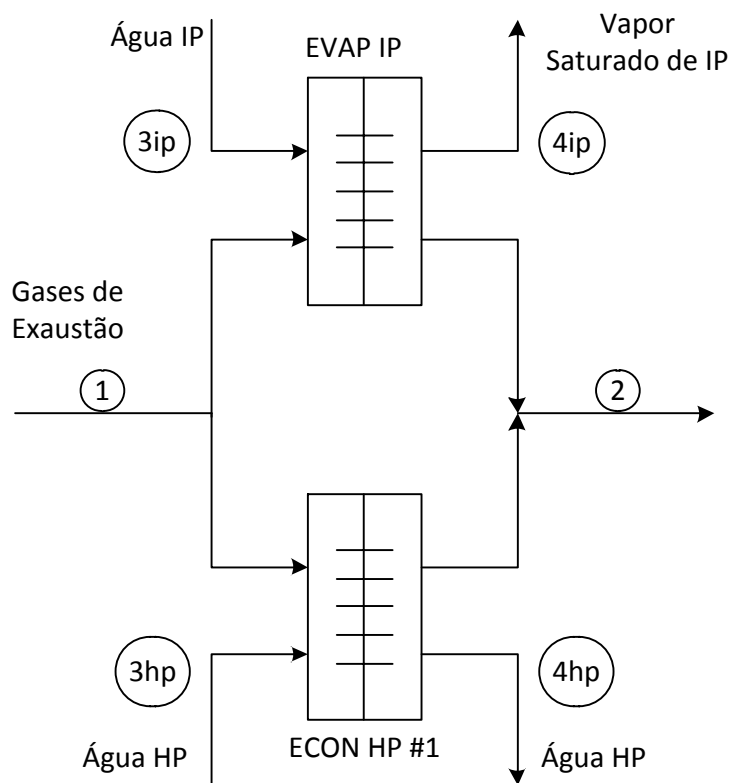 Água IP
EVAP IP
Vapor
Saturado de IP
3ip
4ip
Gases de
Exaustão
1
2
3hp
4hp
Água HP
ECON HP #1
Água HP